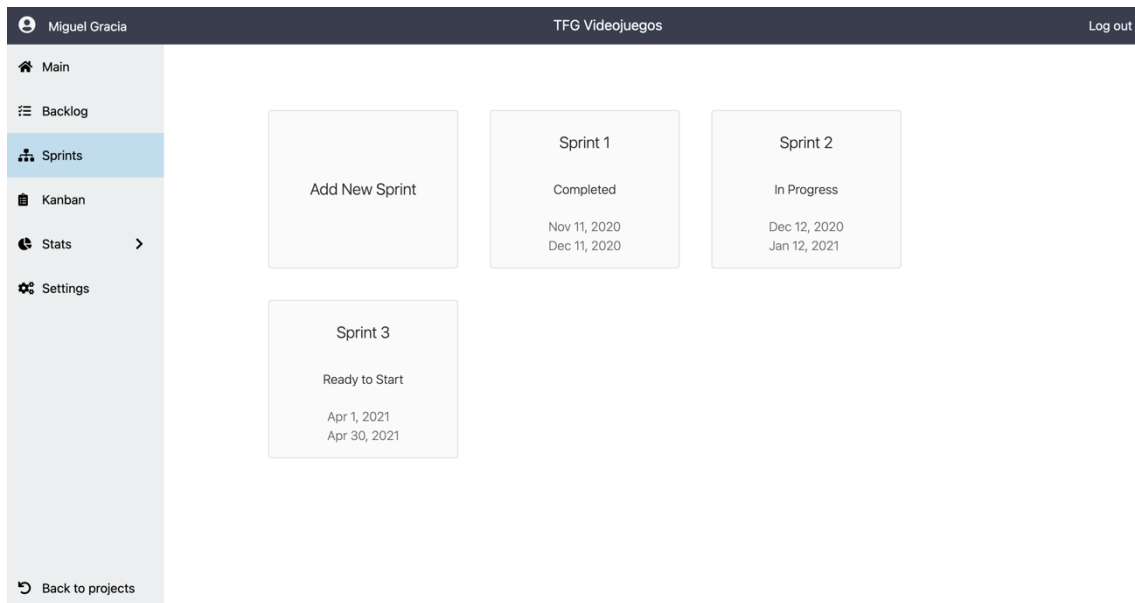 Miguel Gracia
TFG Videojuegos
Log out
Main
Backlog
Sprints
Kanban
Stats
Settings
Back to projects
Add New Sprint
Sprint 1
Completed
Nov 11, 2020
Dec 11, 2020
Sprint 2
In Progress
Dec 12, 2020
Jan 12, 2021
Sprint 3
Ready to Start
Apr 1, 2021
Apr 30, 2021